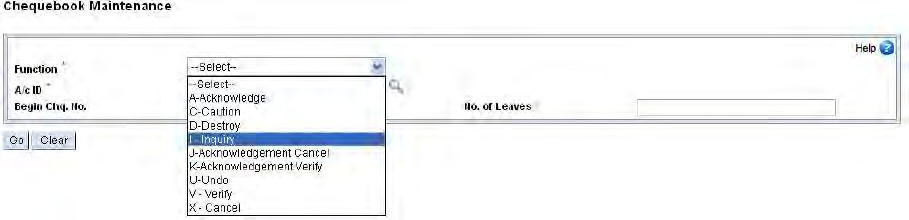 Chequebook Maintenance
Help
Function * --Select--
A/c ID *
Begin Chq. No. No. of Leaves
--Select--
A-Acknowledge
C-Caution
D-Destroy
I - Inquiry
J-Acknowledgement Cancel
K-Acknowledgement Verify
U-Undo
V - Verify
X - Cancel
Go Clear